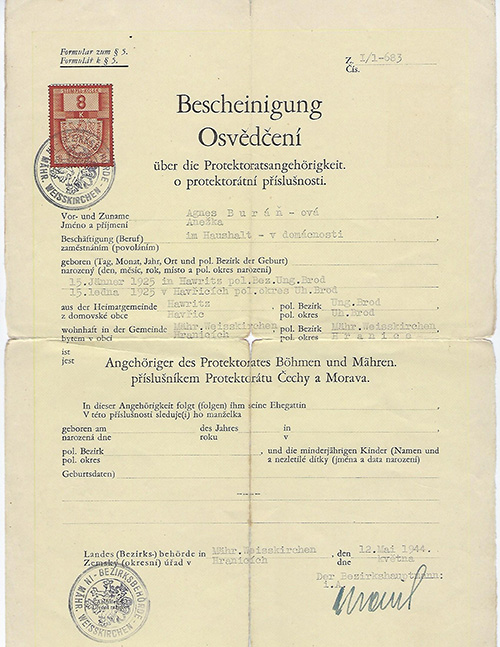 Formular zum § 5.
Formulář k § 5.
Z. I/1-683
Čís.
8
K
Bescheinigung
Osvědčení
über die Protektoratsangehörigkeit.
o protektorátní příslušnosti.
Vor- und Zuname Agnes Buráň-ová ,
Jméno a příjmení Anežka
Beschäftigung (Beruf) im Haushalt - v domácnosti ,
zaměstnáním (povoláním)
geboren (Tag, Monat, Jahr, Ort und pol. Bezirk der Geburt)
narozený (den, měsíc, rok, místo a pol. okres narození)
15.Jänner 1925 in Hawritz pol.Bez.Ung.Brod
15.ledna 1925 v Havřicích pol.okres Uh.Brod
aus der Heimatgemeinde Hawritz , pol. Bezirk Ung.Brod
z domovské obce Havřic pol. okres Uh.Brod
wohnhaft in der Gemeinde Mähr.Weisskirchen , pol. Bezirk Mähr.Weisskirchen
bytem v obci Hranicích pol. okres Hranice
ist
jest
Angehöriger des Protektorates Böhmen und Mähren.
příslušníkem Protektorátu Čechy a Morava.
In dieser Angehörigkeit folgt (folgen) ihm seine Ehegattin
V této příslušnosti sleduje(í) ho manželka
geboren am des Jahres in
narozená dne roku v
pol. Bezirk , und die minderjährigen Kinder (Namen und
pol. okres a nezletilé dítky (jména a data narození)
Geburtsdaten)
Landes (Bezirks-) behörde in Mähr.Weisskirchen , den 12.Mai 1944.
Zemský (okresní) úřad v Hranicích dne května
Der Bezirkshauptmann:
i.A.
BEZIRKSBEHÖRDE - IN MÄHR. WEISSKIRCHEN -